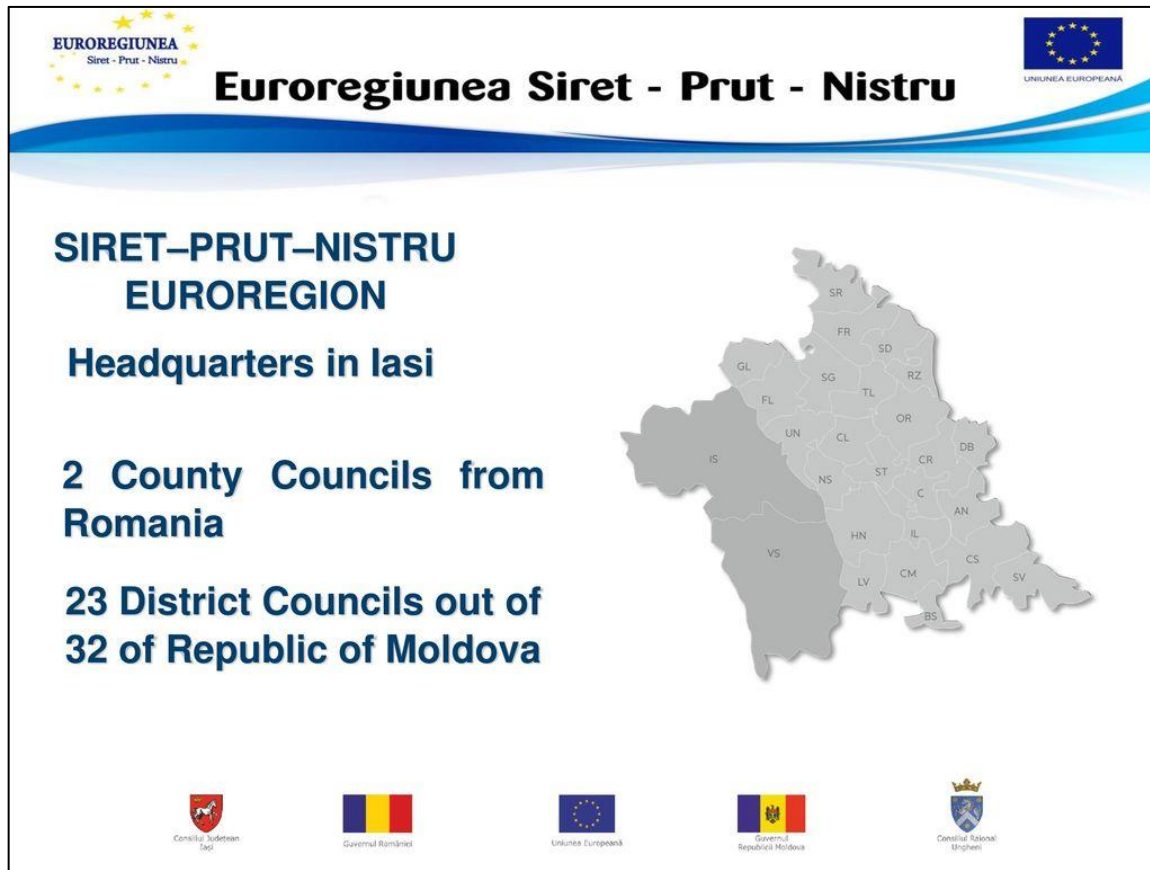 EUROREGIUNEA
Siret - Prut - Nistru
Euroregiunea Siret - Prut - Nistru
UNIUNEA EUROPEANĂ
SIRET–PRUT–NISTRU
EUROREGION
Headquarters in Iasi
2 County Councils from
Romania
23 District Councils out of
32 of Republic of Moldova
SR
FR
SD
GL
SG
RZ
TL
FL
OR
UN
CL
DB
IS
CR
ST
NS
C
AN
HN
IL
VS
CS
CM
SV
LV
BS
Consiliul Județean
Iași
Guvernul României
Uniunea Europeană
Guvernul
Republicii Moldova
Consiliul Raional
Ungheni